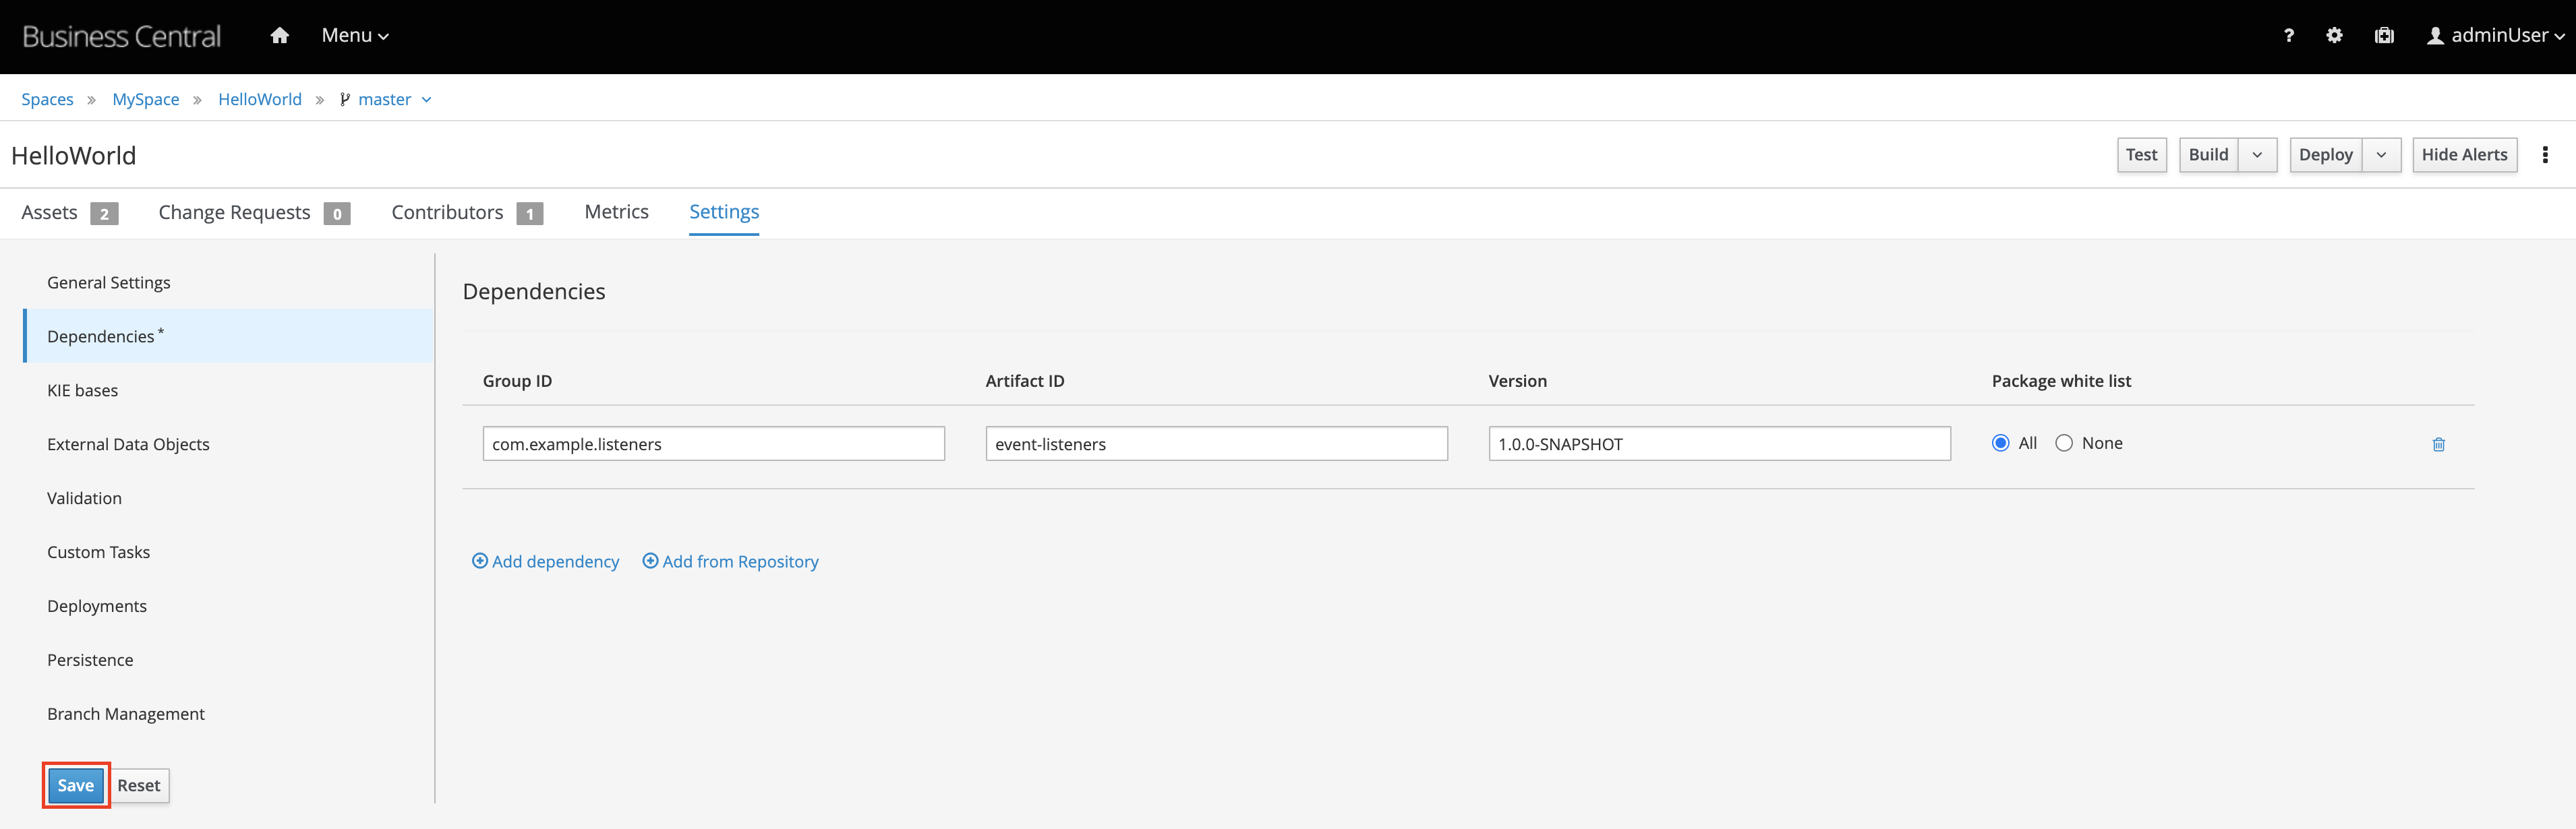 Business Central Menu ? adminUser
Spaces » MySpace » HelloWorld » master
HelloWorld Test Build Deploy Hide Alerts
Assets 2 Change Requests 0 Contributors 1 Metrics Settings
General Settings
Dependencies *
KIE bases
External Data Objects
Validation
Custom Tasks
Deployments
Persistence
Branch Management
Save Reset
Dependencies
Group ID Artifact ID Version Package white list
com.example.listeners event-listeners 1.0.0-SNAPSHOT All None
Add dependency Add from Repository